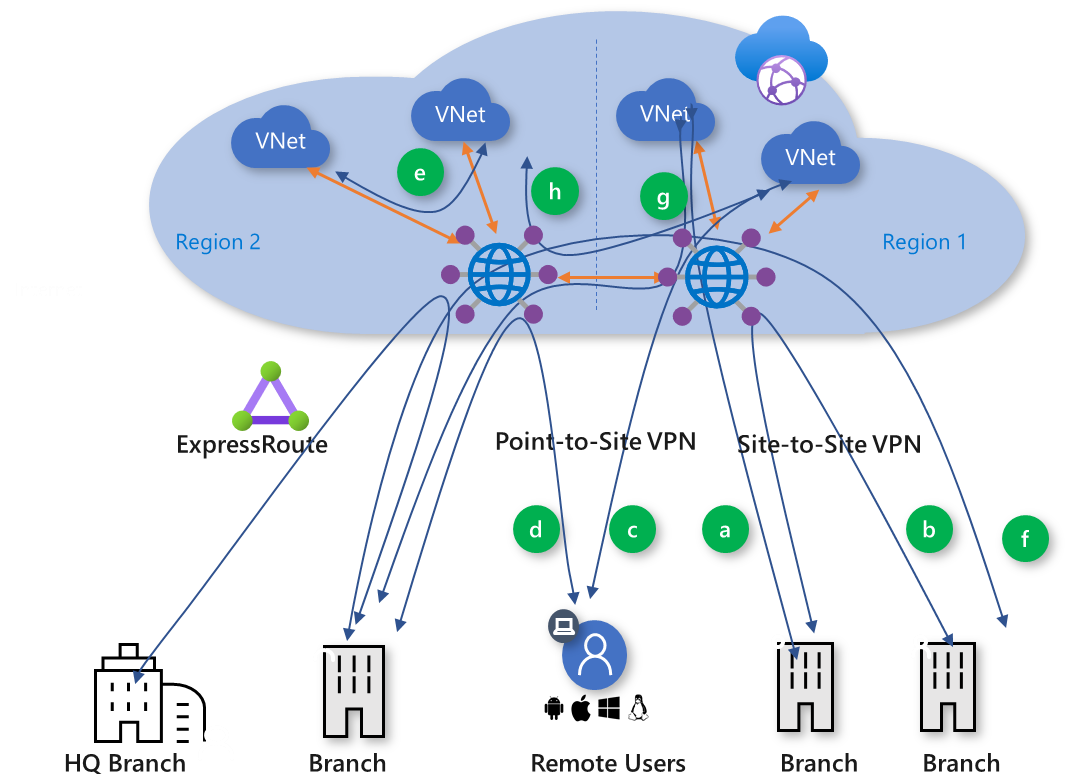 VNet
VNet
VNet
VNet
e
h
g
Region 2
Region 1
ExpressRoute
Point-to-Site VPN
Site-to-Site VPN
d
c
a
b
f
HQ Branch
Branch
Remote Users
Branch
Branch